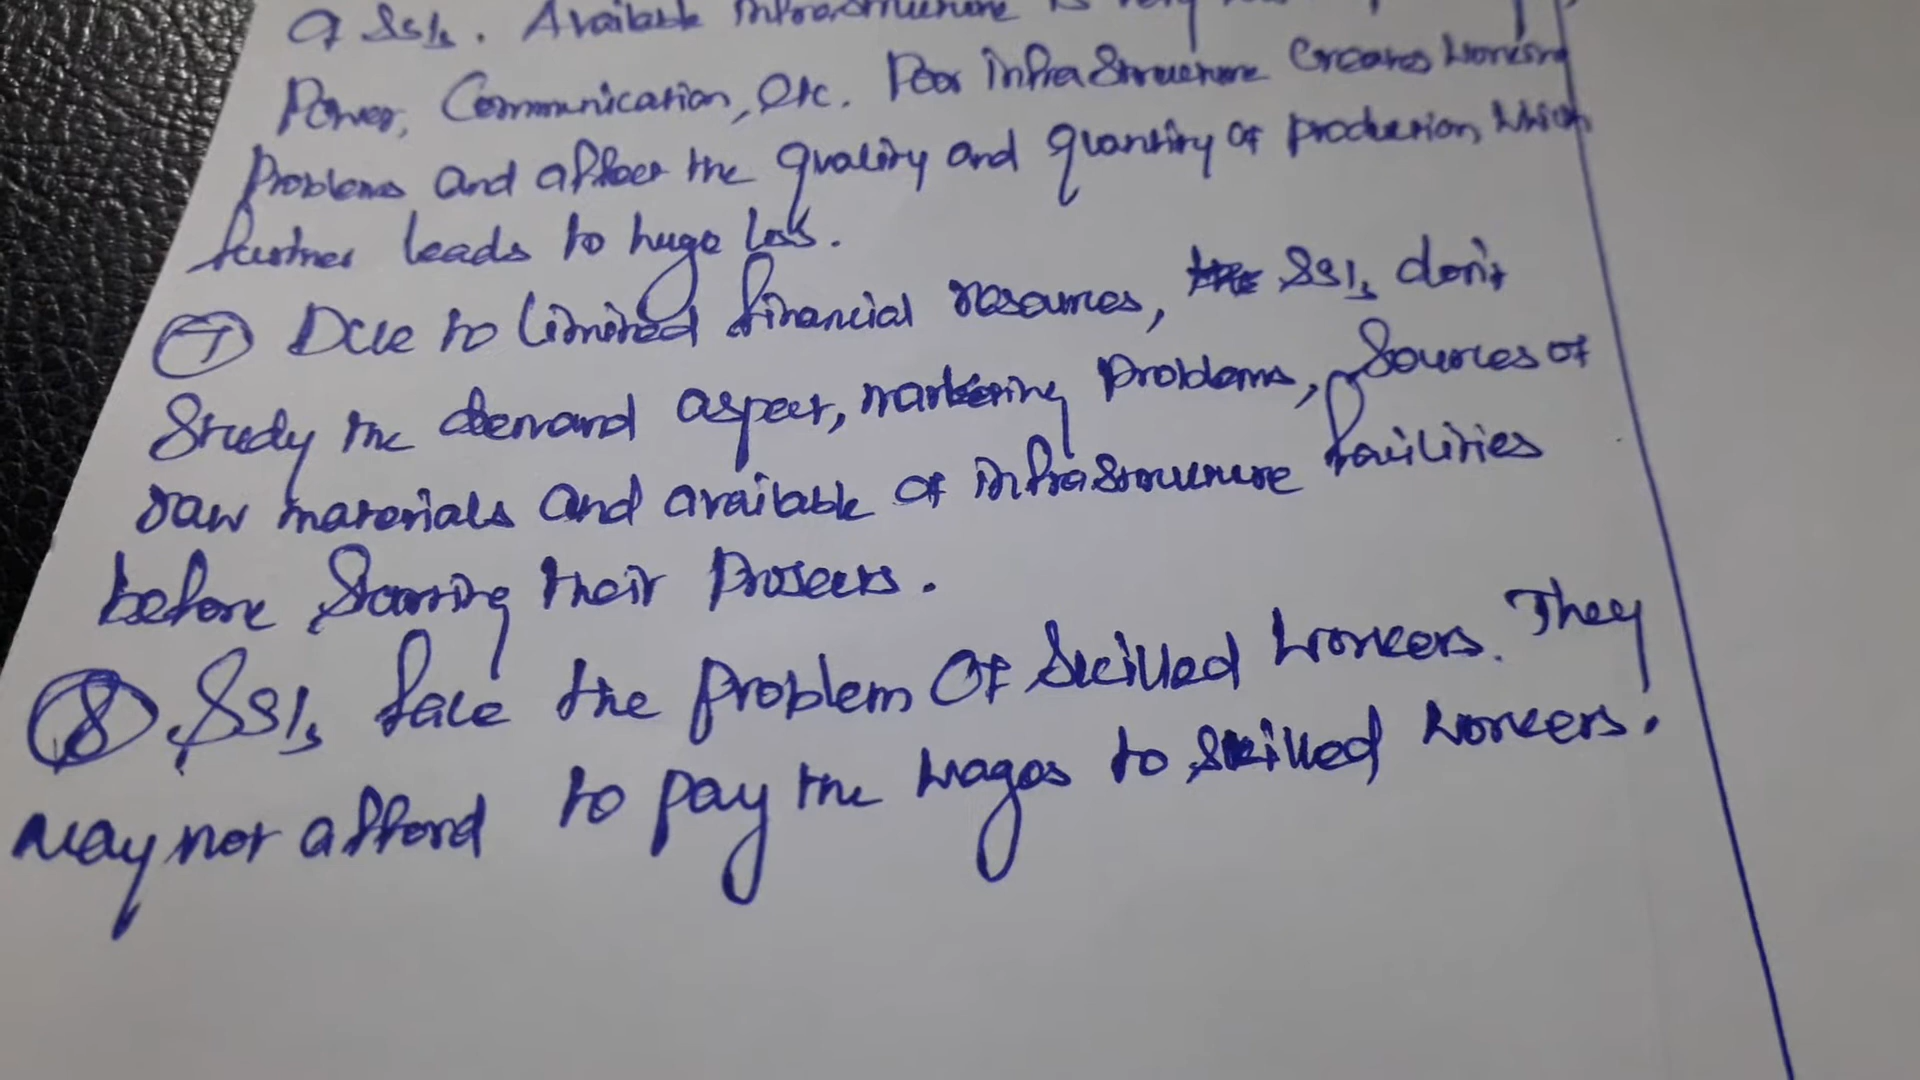 of SSIs. Available infrastructure is very
Power, Communication, etc. Poor infrastructure creates working
Problems and affect the quality and quantity of production, which
further leads to huge loss.
⑦ Due to limited financial resources, SSIs don't
Study the demand aspect, marketing problems, Sources of
raw materials and available of infrastructure facilities
before Starting their Projects.
⑧ SSIs face the problem of Skilled workers. They
may not afford to pay the wages to skilled workers.